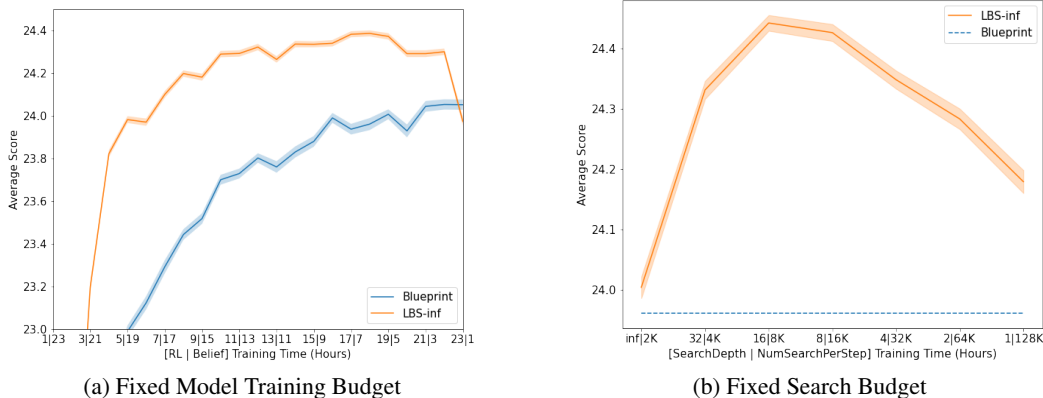 24.4
24.2
24.0
23.8
23.6
23.4
23.2
23.0
Average Score
Blueprint
LBS-inf
1|23 3|21 5|19 7|17 9|15 11|13 13|11 15|9 17|7 19|5 21|3 23|1
[RL | Belief] Training Time (Hours)
(a) Fixed Model Training Budget
24.4
24.3
24.2
24.1
24.0
Average Score
LBS-inf
Blueprint
inf|2K 32|4K 16|8K 8|16K 4|32K 2|64K 1|128K
[SearchDepth | NumSearchPerStep] Training Time (Hours)
(b) Fixed Search Budget